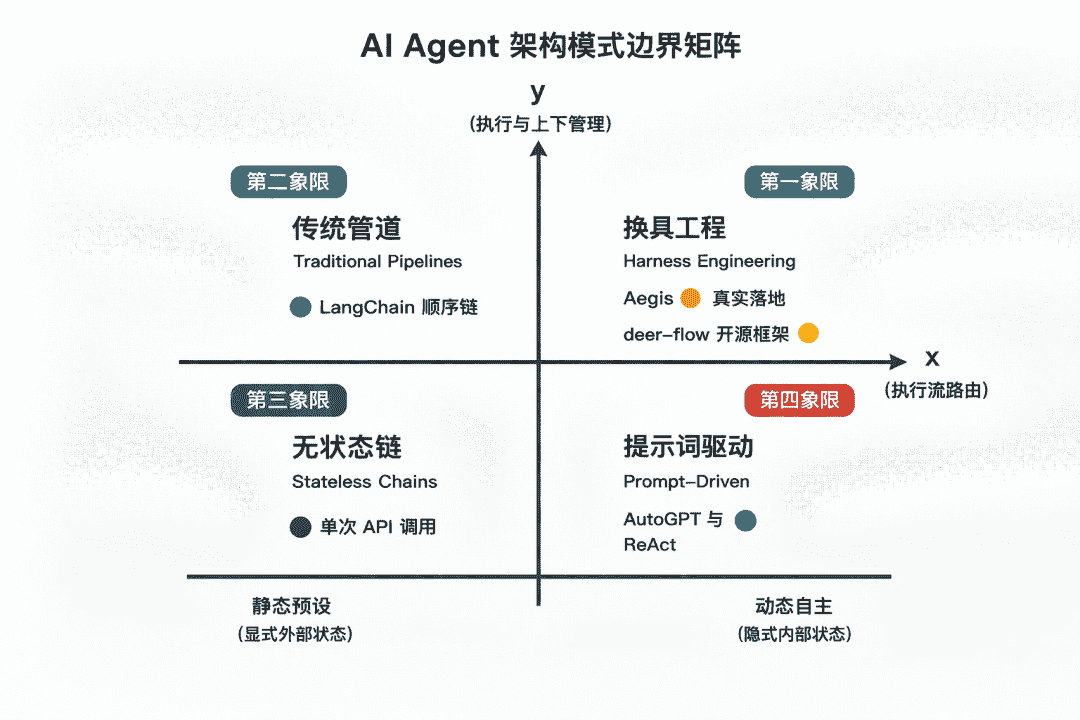 AI Agent 架构模式边界矩阵
y
(执行与上下管理)
第二象限
传统管道
Traditional Pipelines
LangChain 顺序链
第一象限
换具工程
Harness Engineering
Aegis 真实落地
deer-flow 开源框架
x
(执行流路由)
第三象限
无状态链
Stateless Chains
单次 API 调用
第四象限
提示词驱动
Prompt-Driven
AutoGPT 与
ReAct
静态预设
(显式外部状态)
动态自主
(隐式内部状态)